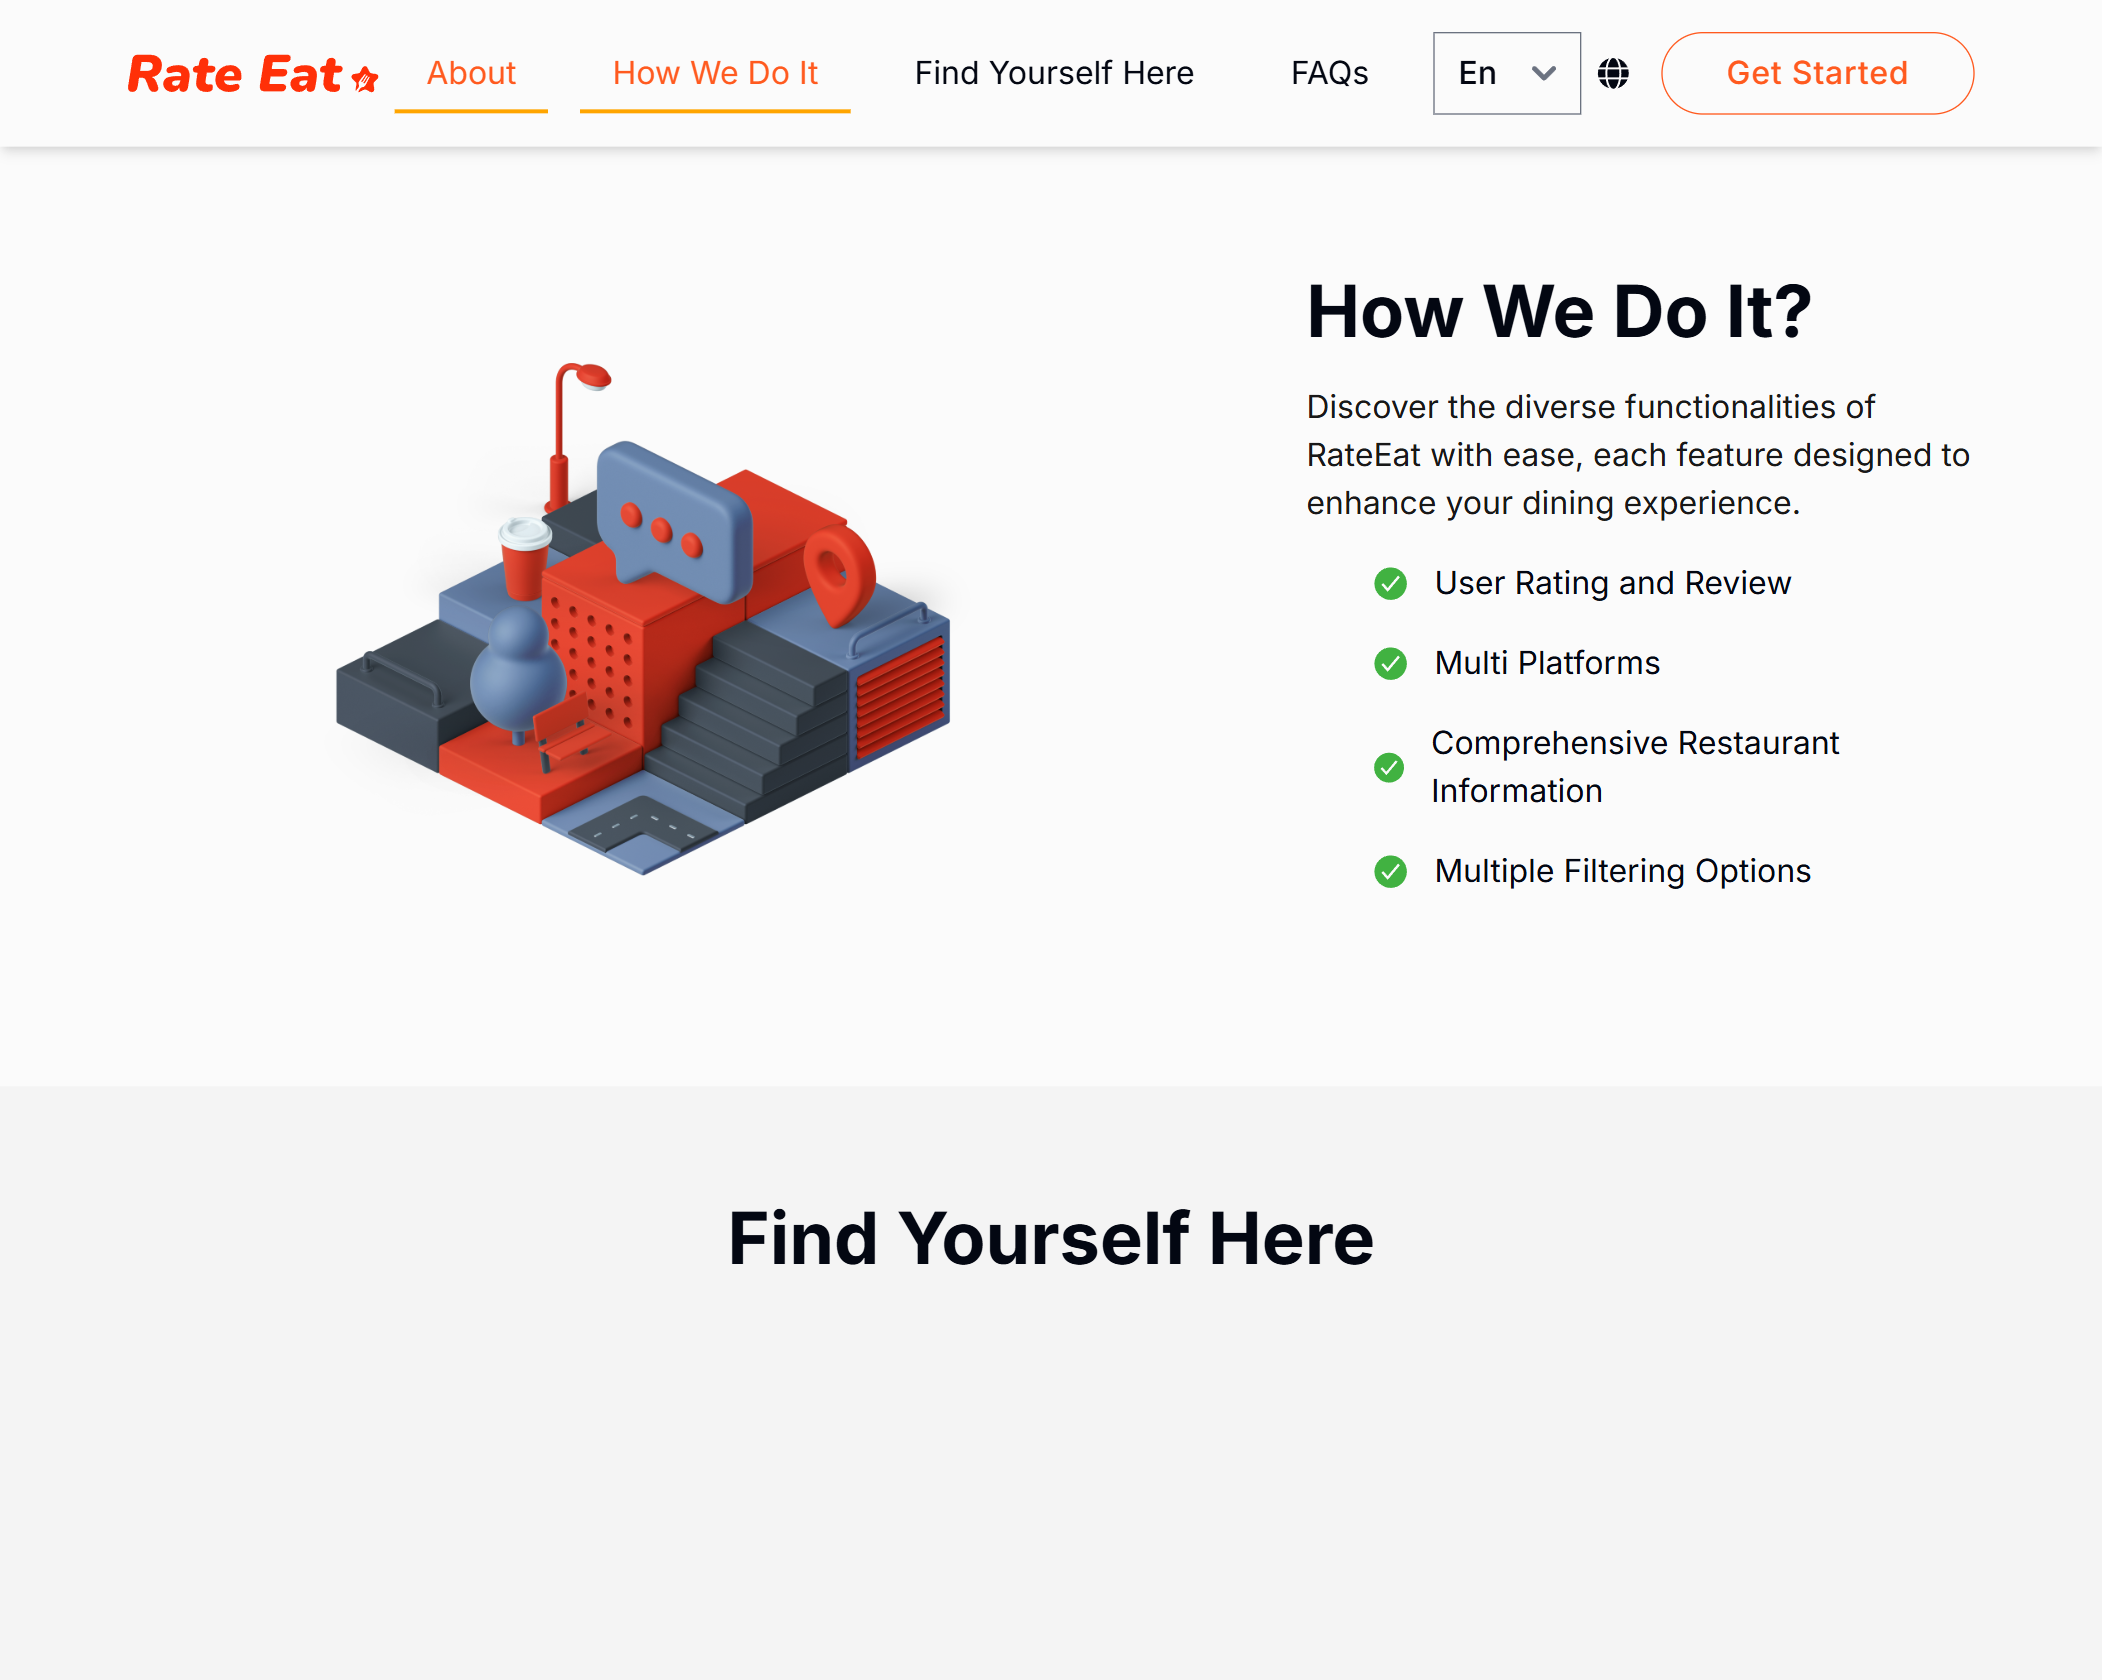 Rate Eat
About
How We Do It
Find Yourself Here
FAQs
En
Get Started
How We Do It?
Discover the diverse functionalities of
RateEat with ease, each feature designed to
enhance your dining experience.
User Rating and Review
Multi Platforms
Comprehensive Restaurant
Information
Multiple Filtering Options
Find Yourself Here